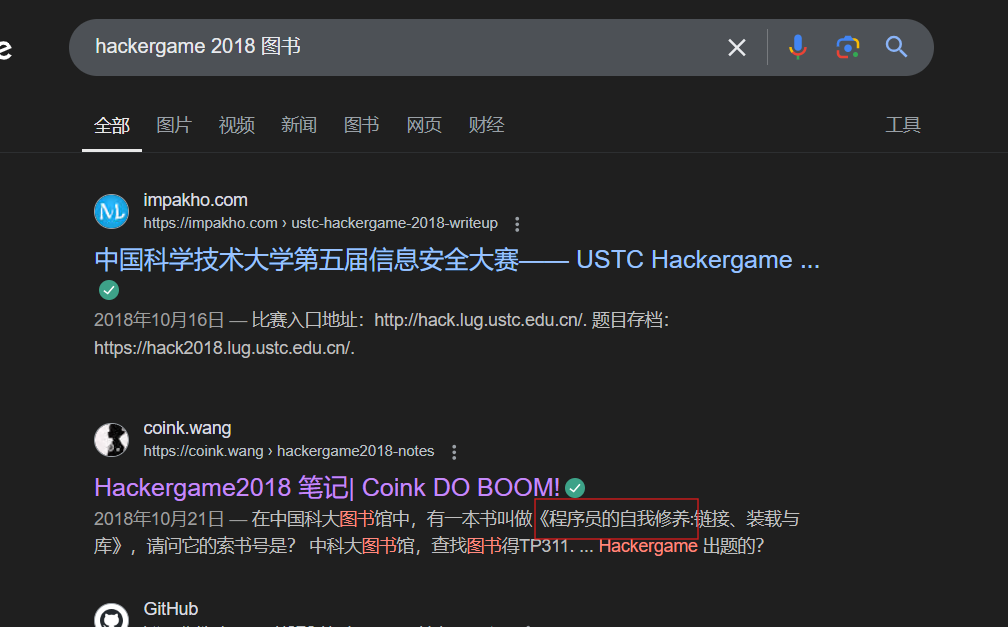 e
hackergame 2018 图书
全部 图片 视频 新闻 图书 网页 财经 工具
impakho.com
https://impakho.com › ustc-hackergame-2018-writeup
中国科学技术大学第五届信息安全大赛—— USTC Hackergame ...
2018年10月16日 — 比赛入口地址：http://hack.lug.ustc.edu.cn/. 题目存档：
https://hack2018.lug.ustc.edu.cn/.
coink.wang
https://coink.wang › hackergame2018-notes
Hackergame2018 笔记| Coink DO BOOM!
2018年10月21日 — 在中国科大图书馆中，有一本书叫做《程序员的自我修养:链接、装载与
库》，请问它的索书号是？ 中科大图书馆，查找图书得TP311. ... Hackergame 出题的？
GitHub